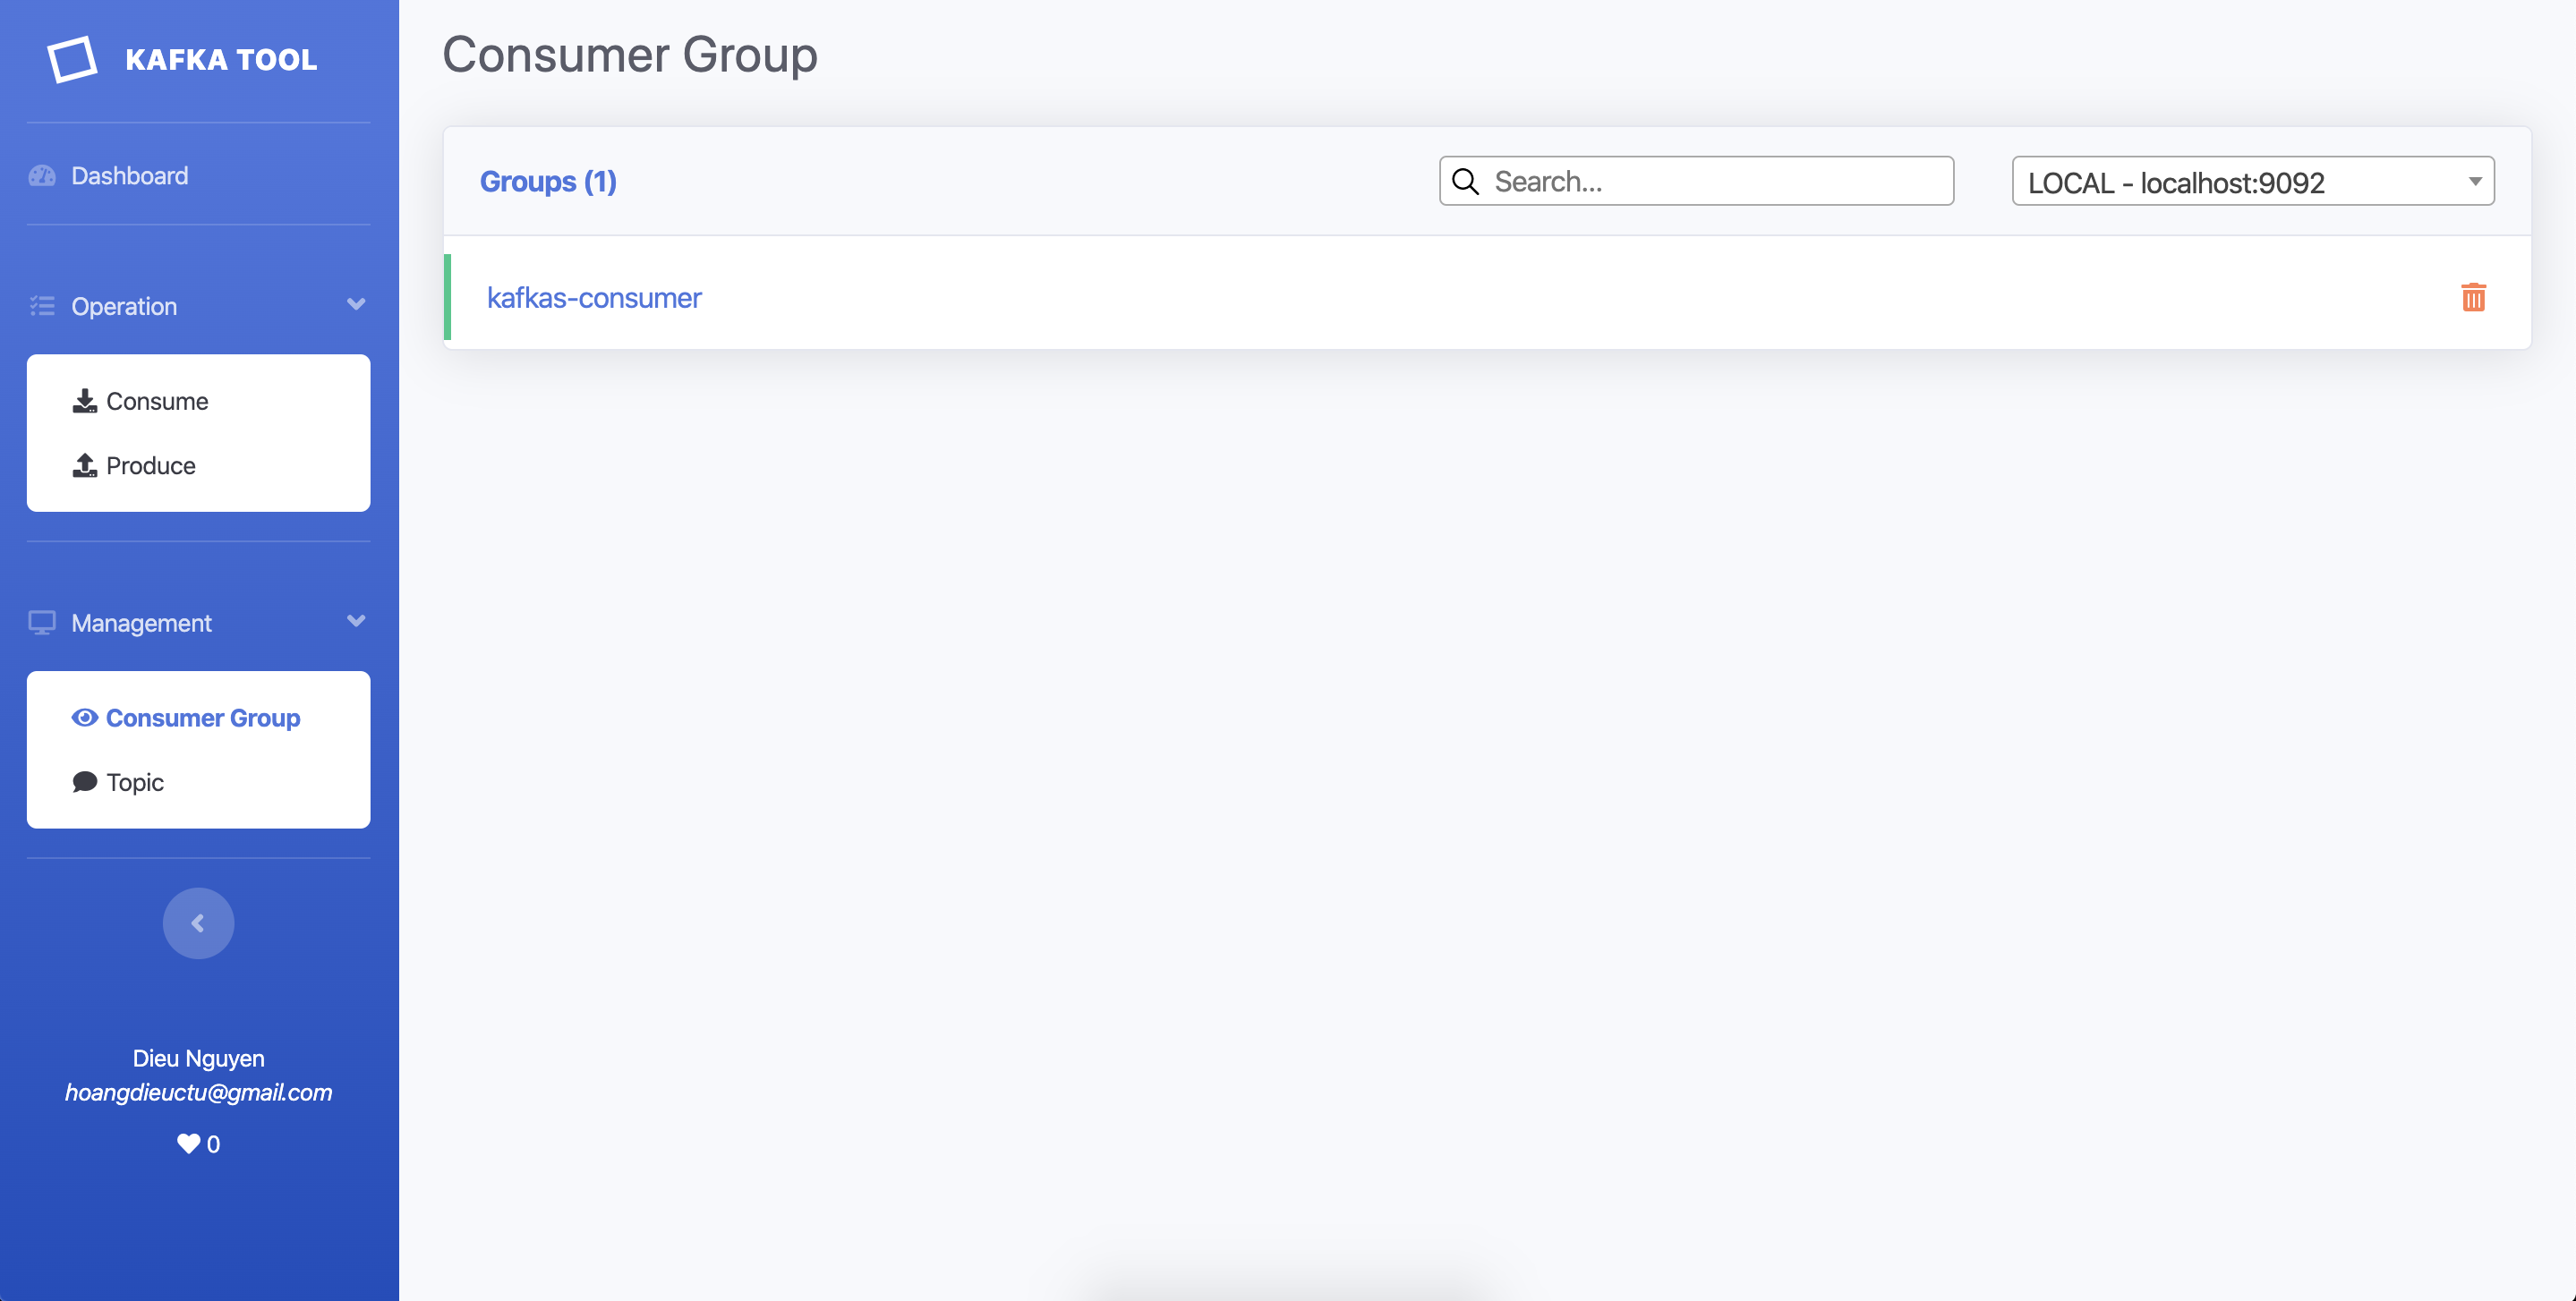 KAFKA TOOL
Dashboard
Operation
Consume
Produce
Management
Consumer Group
Topic
Dieu Nguyen
hoangdieuctu@gmail.com
0
Consumer Group
Groups (1)
Search...
LOCAL - localhost:9092
kafkas-consumer